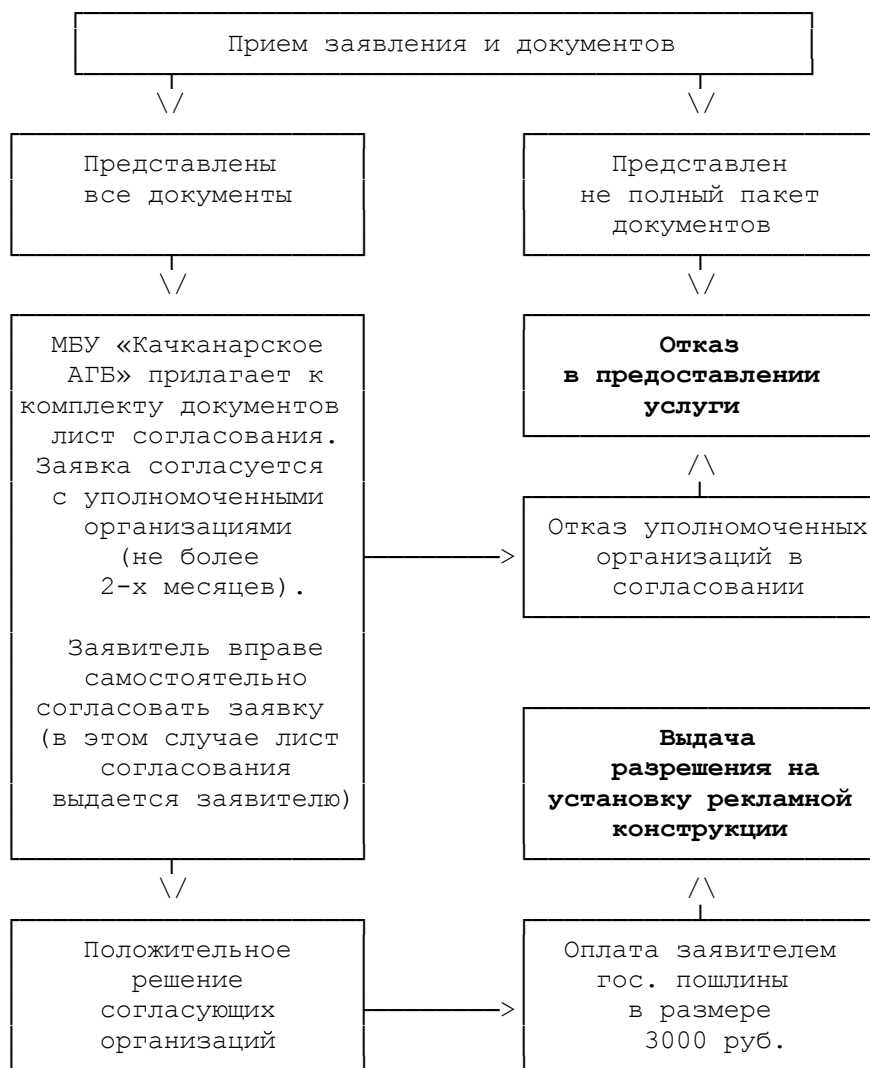 Прием заявления и документов
Представлены
все документы
Представлен
не полный пакет
документов
МБУ «Качканарское
АГБ» прилагает к
комплекту документов
лист согласования.
Заявка согласуется
с уполномоченными
организациями
(не более
2-х месяцев).
Заявитель вправе
самостоятельно
согласовать заявку
(в этом случае лист
согласования
выдается заявителю)
Отказ
в предоставлении
услуги
Отказ уполномоченных
организаций в
согласовании
Выдача
разрешения на
установку рекламной
конструкции
Положительное
решение
согласующих
организаций
Оплата заявителем
гос. пошлины
в размере
3000 руб.